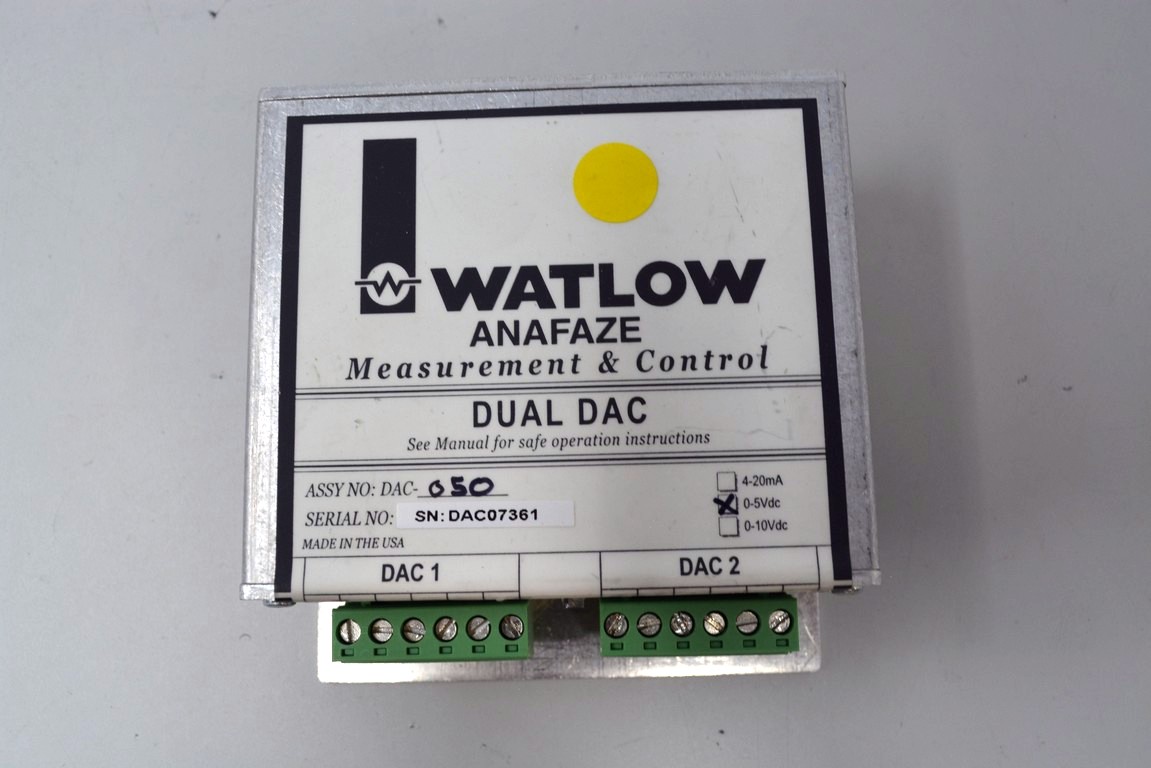 WATLOW
ANAFAZE
Measurement & Control
DUAL DAC
See Manual for safe operation instructions
ASSY NO: DAC- 050
SERIAL NO: SN: DAC07361
MADE IN THE USA
4-20mA
0-5Vdc
0-10Vdc
DAC 1
DAC 2